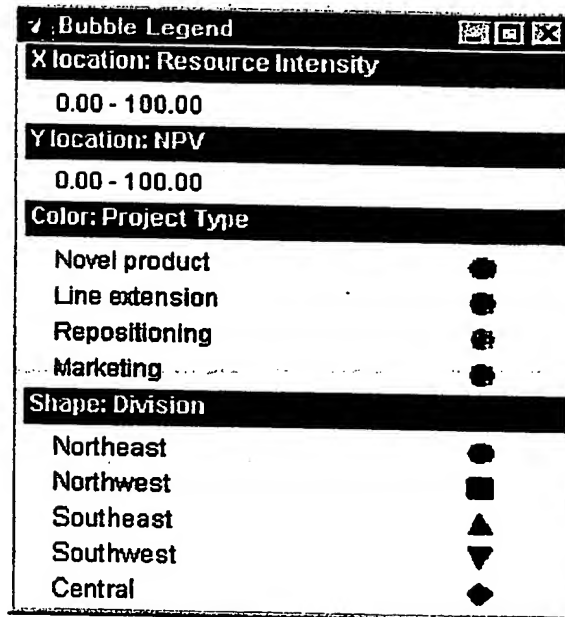 Bubble Legend
X location: Resource Intensity
0.00 - 100.00
Y location: NPV
0.00 - 100.00
Color: Project Type
Novel product
Line extension
Repositioning
Marketing
Shape: Division
Northeast
Northwest
Southeast
Southwest
Central